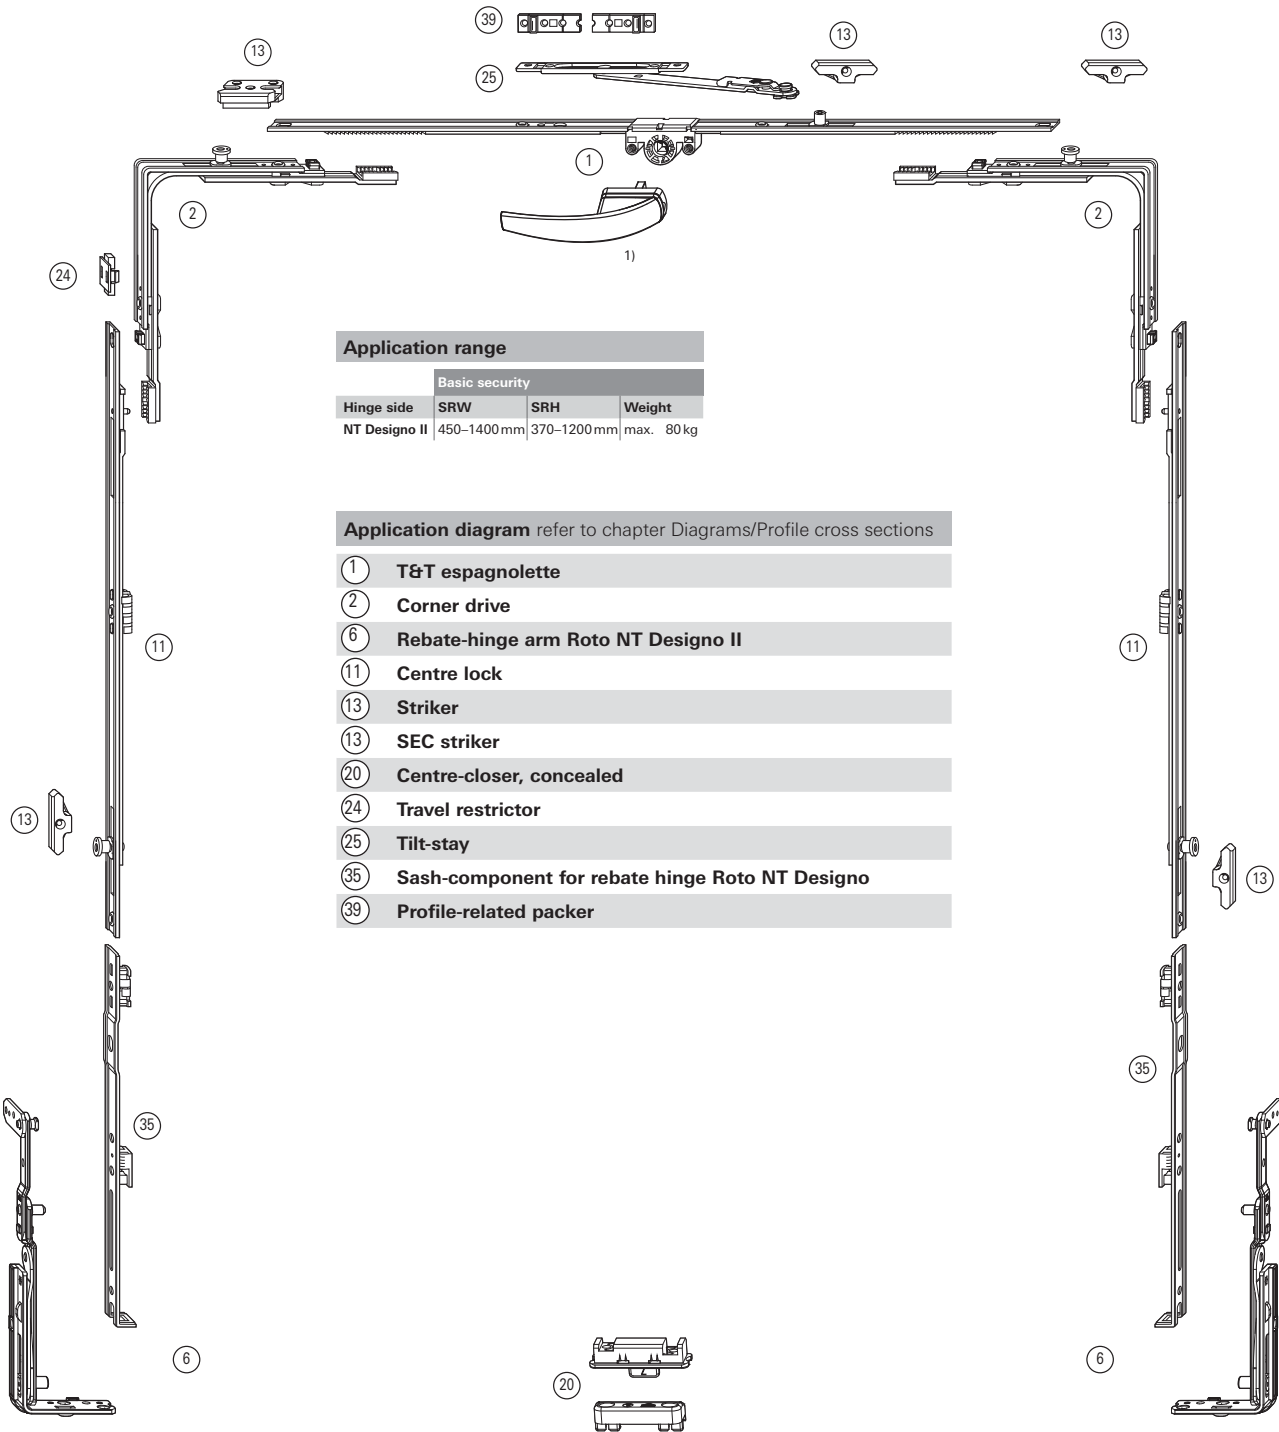 39
13
13
13
25
1
2
2
1)
24
Application range
Basic security
Hinge side SRW SRH Weight
NT Designo II 450–1400 mm 370–1200 mm max. 80 kg
Application diagram refer to chapter Diagrams/Profile cross sections
1 T&T espagnolette
2 Corner drive
6 Rebate-hinge arm Roto NT Designo II
11 Centre lock
13 Striker
13 SEC striker
20 Centre-closer, concealed
24 Travel restrictor
25 Tilt-stay
35 Sash-component for rebate hinge Roto NT Designo
39 Profile-related packer
11
11
13
13
35
35
6
6
20